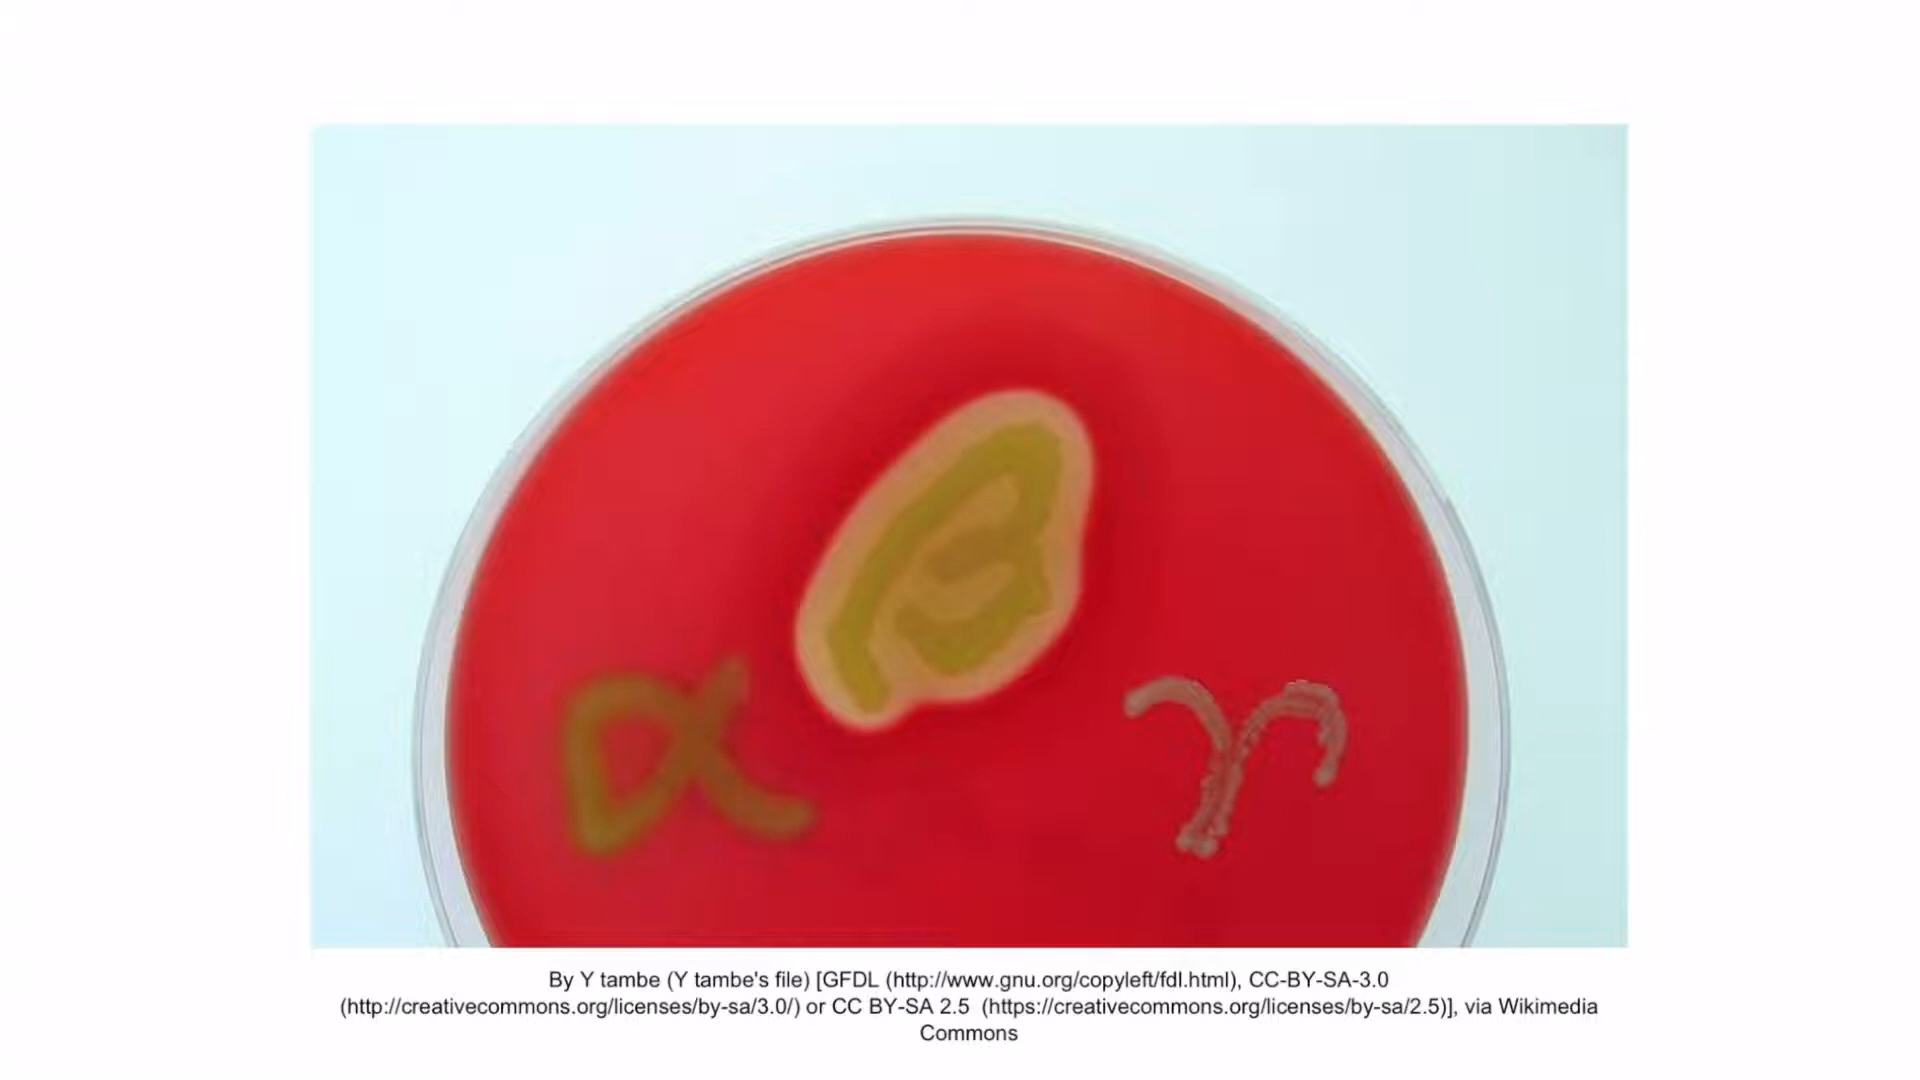 β
α
γ
By Y tambe (Y tambe's file) [GFDL (http://www.gnu.org/copyleft/fdl.html), CC-BY-SA-3.0
(http://creativecommons.org/licenses/by-sa/3.0/) or CC BY-SA 2.5 (https://creativecommons.org/licenses/by-sa/2.5)], via Wikimedia
Commons